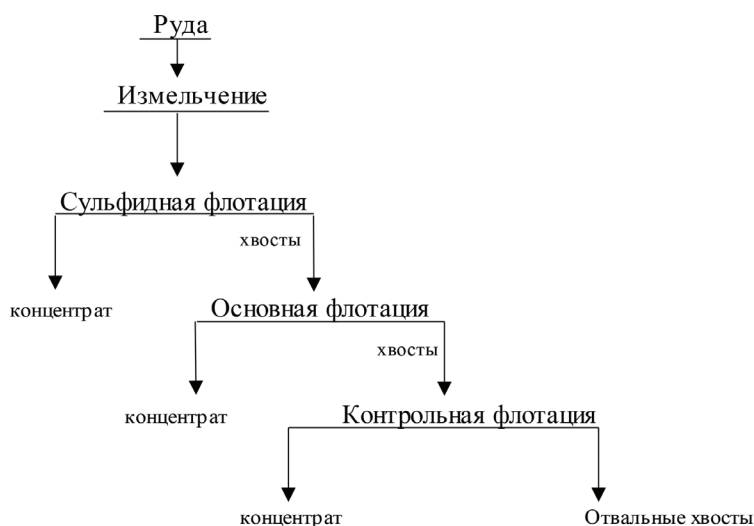 Руда
Измельчение
Сульфидная флотация
хвосты
концентрат
Основная флотация
хвосты
концентрат
Контрольная флотация
концентрат
Отвальные хвосты